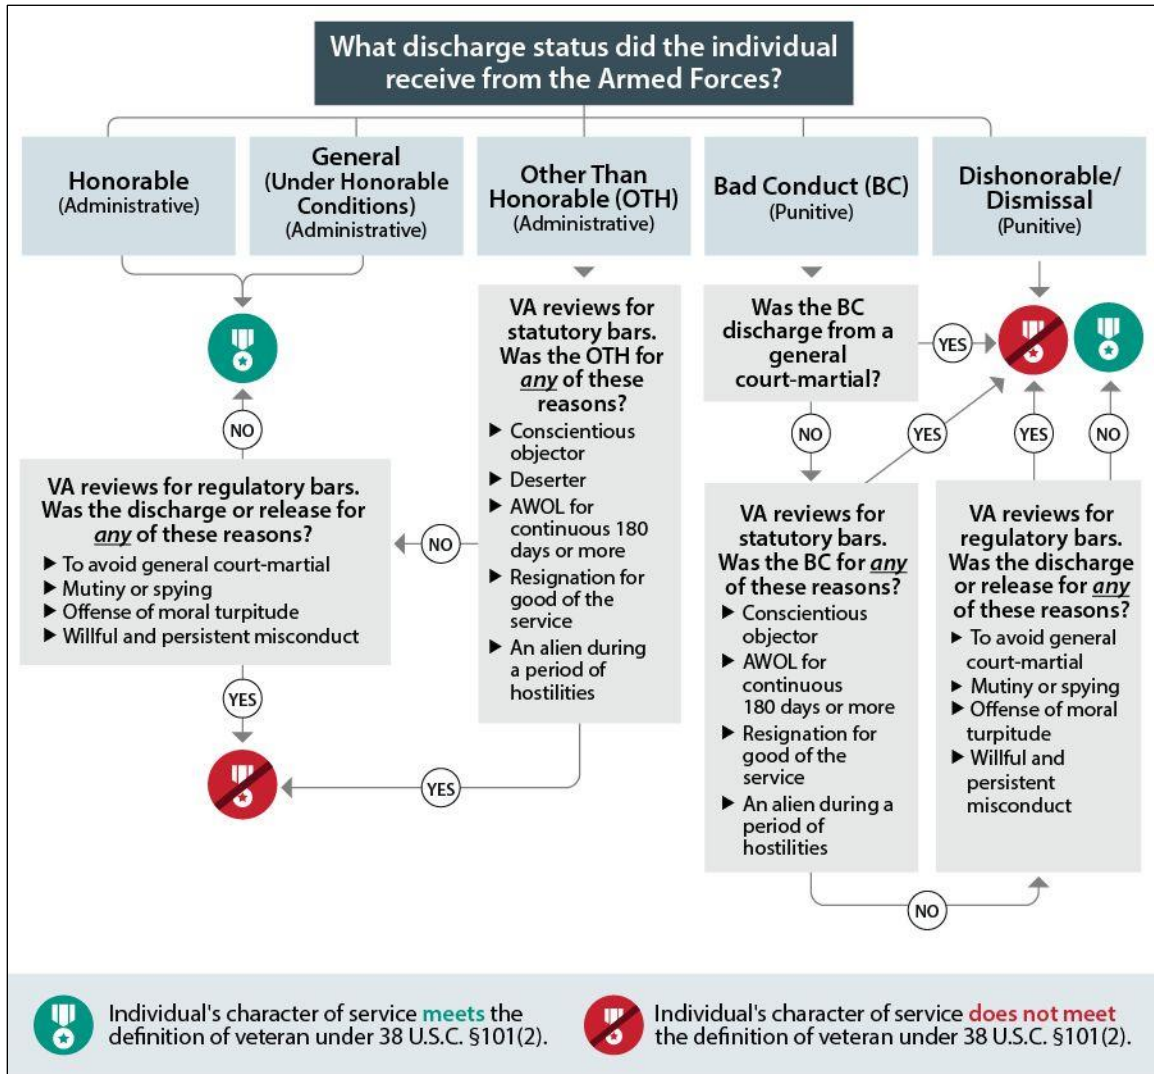 What discharge status did the individual
receive from the Armed Forces?
Honorable
(Administrative)
General
(Under Honorable
Conditions)
(Administrative)
Other Than
Honorable (OTH)
(Administrative)
Bad Conduct (BC)
(Punitive)
Dishonorable/
Dismissal
(Punitive)
NO
VA reviews for regulatory bars.
Was the discharge or release for
any of these reasons?
▶ To avoid general court-martial
▶ Mutiny or spying
▶ Offense of moral turpitude
▶ Willful and persistent misconduct
YES
VA reviews for
statutory bars.
Was the OTH for
any of these
reasons?
▶ Conscientious
objector
▶ Deserter
▶ AWOL for
continuous 180
days or more
▶ Resignation for
good of the
service
▶ An alien during
a period of
hostilities
NO
YES
Was the BC
discharge from a
general
court-martial?
YES
NO
YES
VA reviews for
statutory bars.
Was the BC for any
of these reasons?
▶ Conscientious
objector
▶ AWOL for
continuous
180 days or more
▶ Resignation for
good of the
service
▶ An alien during a
period of
hostilities
NO
YES
NO
VA reviews for
regulatory bars.
Was the discharge
or release for any
of these reasons?
▶ To avoid general
court-martial
▶ Mutiny or spying
▶ Offense of moral
turpitude
▶ Willful and
persistent
misconduct
Individual's character of service meets the
definition of veteran under 38 U.S.C. §101(2).
Individual's character of service does not meet
the definition of veteran under 38 U.S.C. §101(2).